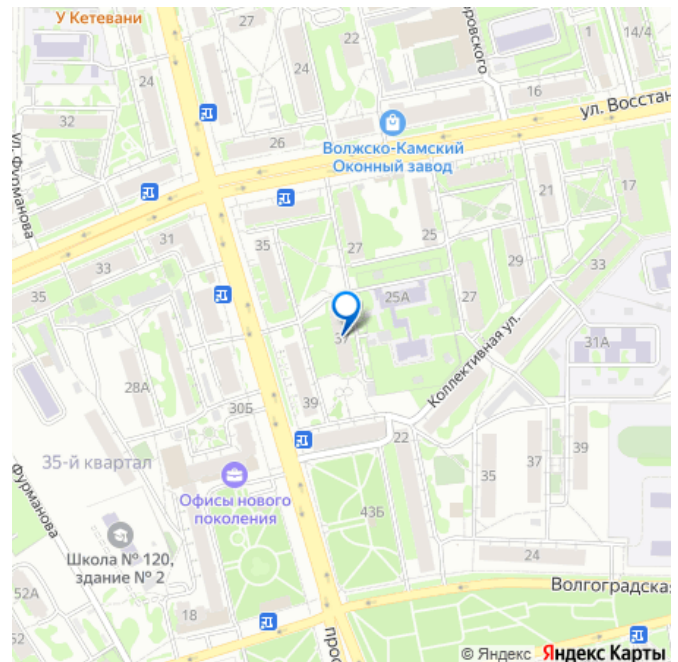 У Кетевани
27
22
1
14/4
24
ровского
24
16
32
ул. Восстан
26
Волжско-Камский
Оконный завод
ул. Фурманова
21
17
31
35
27
25
29
33
33
35
25А
27
37
31А
Коллективная ул.
28А
39
30Б
22
35-й квартал
35
37
39
Офисы нового
поколения
Фурманова
43Б
Школа № 120,
здание № 2
24
52А
Волгоградская
18
прос
© Яндекс Яндекс Карты